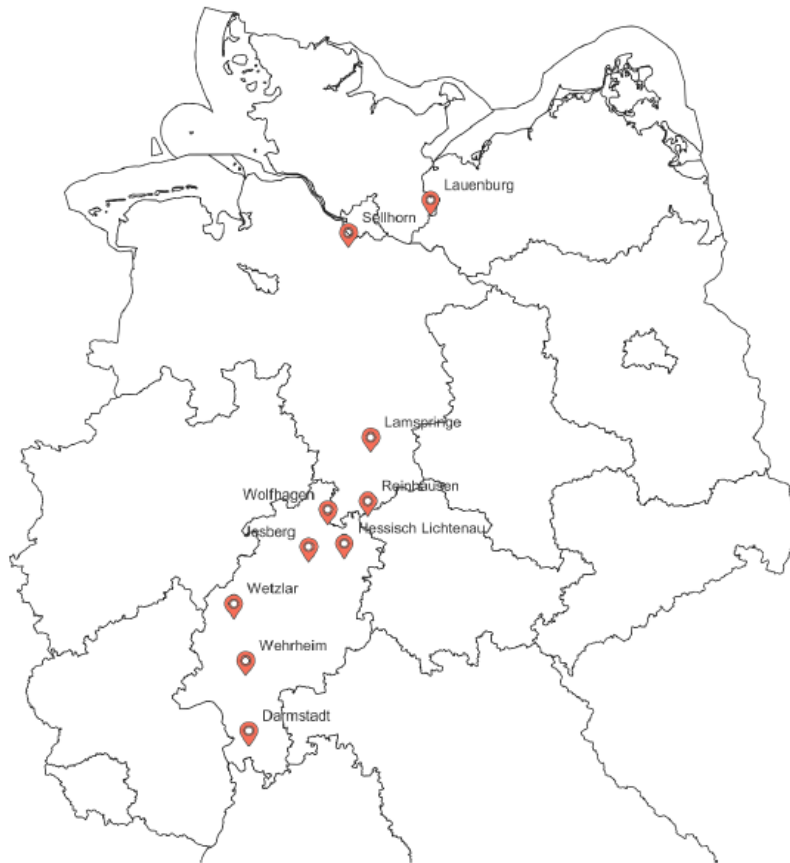 Lauenburg
Sellhorn
Lamspringe
Reinhausen
Wolfhagen
Hessisch Lichtenau
Jesberg
Wetzlar
Wehrheim
Darmstadt